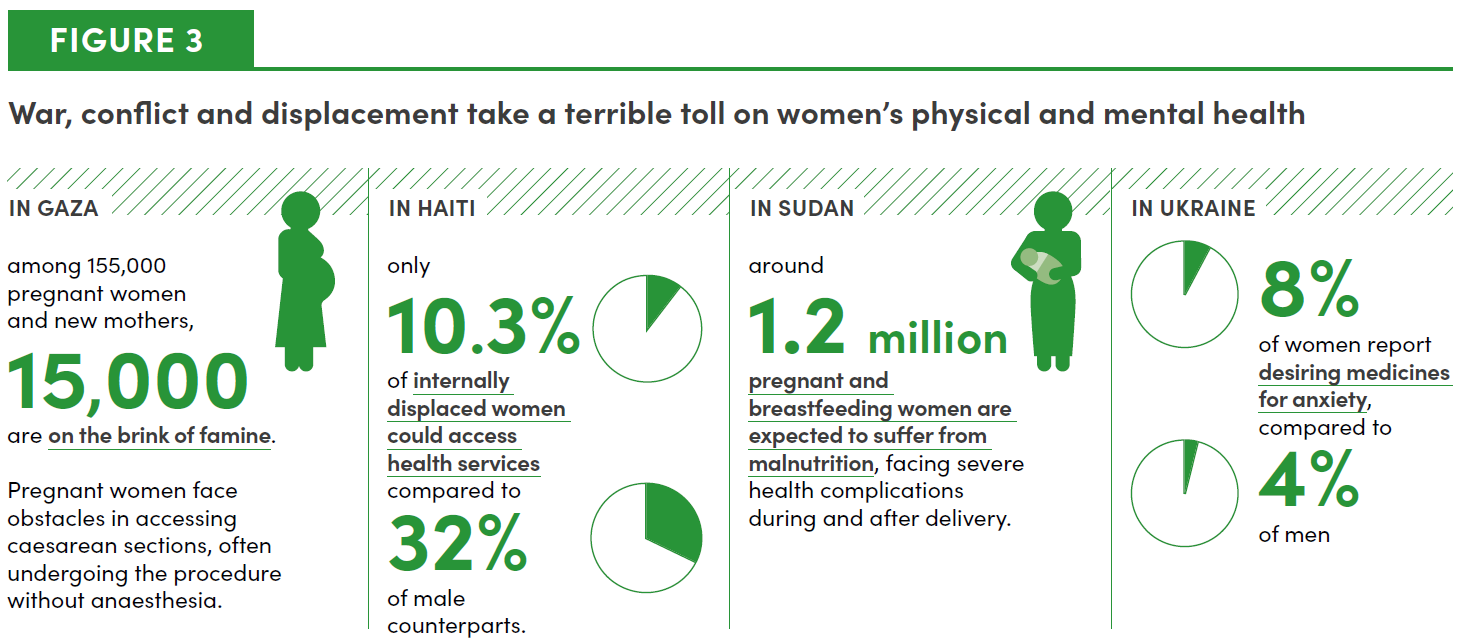 FIGURE 3
War, conflict and displacement take a terrible toll on women’s physical and mental health
IN GAZA
among 155,000
pregnant women
and new mothers,
15,000
are on the brink of famine.
Pregnant women face
obstacles in accessing
caesarean sections, often
undergoing the procedure
without anaesthesia.
IN HAITI
only
10.3%
of internally
displaced women
could access
health services
compared to
32%
of male
counterparts.
IN SUDAN
around
1.2 million
pregnant and
breastfeeding women are
expected to suffer from
malnutrition, facing severe
health complications
during and after delivery.
IN UKRAINE
8%
of women report
desiring medicines
for anxiety,
compared to
4%
of men